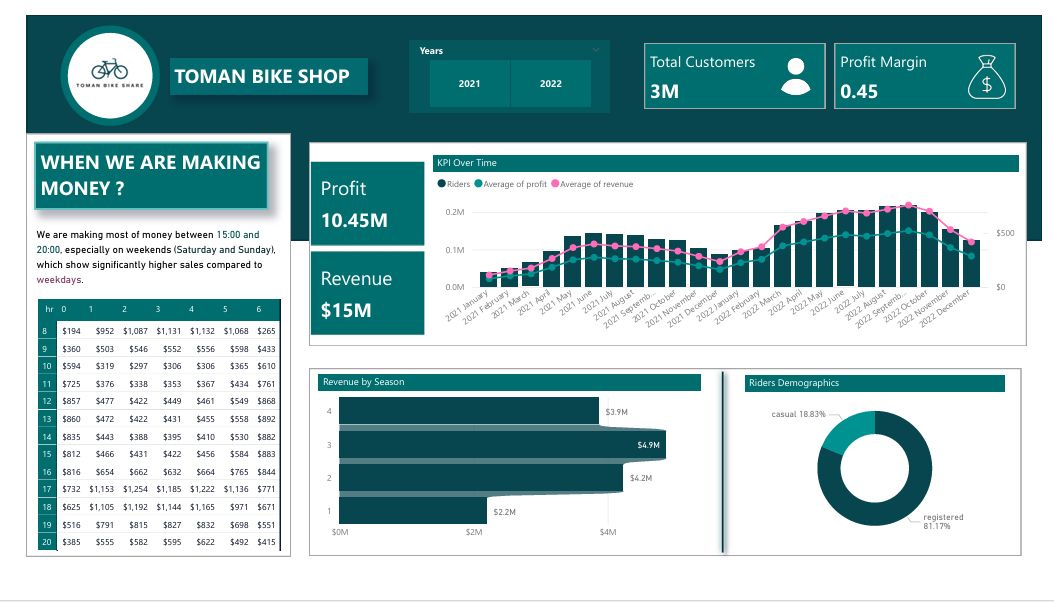 TOMAN BIKE SHARE
TOMAN BIKE SHOP
Years
2021 2022
Total Customers
3M
Profit Margin
0.45
WHEN WE ARE MAKING
MONEY ?
We are making most of money between 15:00 and
20:00, especially on weekends (Saturday and Sunday),
which show significantly higher sales compared to
weekdays.
hr 0 1 2 3 4 5 6
8 $194 $952 $1,087 $1,131 $1,132 $1,068 $265
9 $360 $503 $546 $552 $556 $598 $433
10 $594 $319 $297 $306 $306 $365 $610
11 $725 $376 $338 $353 $367 $434 $761
12 $857 $477 $422 $449 $461 $549 $868
13 $860 $472 $422 $431 $455 $558 $892
14 $835 $443 $388 $395 $410 $530 $882
15 $812 $466 $431 $422 $456 $584 $883
16 $816 $654 $662 $632 $664 $765 $844
17 $732 $1,153 $1,254 $1,185 $1,222 $1,136 $771
18 $625 $1,105 $1,192 $1,144 $1,165 $971 $671
19 $516 $791 $815 $827 $832 $698 $551
20 $385 $555 $582 $595 $622 $492 $415
Profit
10.45M
Revenue
$15M
KPI Over Time
Riders Average of profit Average of revenue
0.2M
0.1M
0.0M
$500
$0
2021 January
2021 February
2021 March
2021 April
2021 May
2021 June
2021 July
2021 August
2021 Septemb...
2021 October
2021 November
2021 December
2022 January
2022 February
2022 March
2022 April
2022 May
2022 June
2022 July
2022 August
2022 Septemb...
2022 October
2022 November
2022 December
Revenue by Season
4 $3.9M
3 $4.9M
2 $4.2M
1 $2.2M
$0M $2M $4M
Riders Demographics
casual 18.83%
registered
81.17%